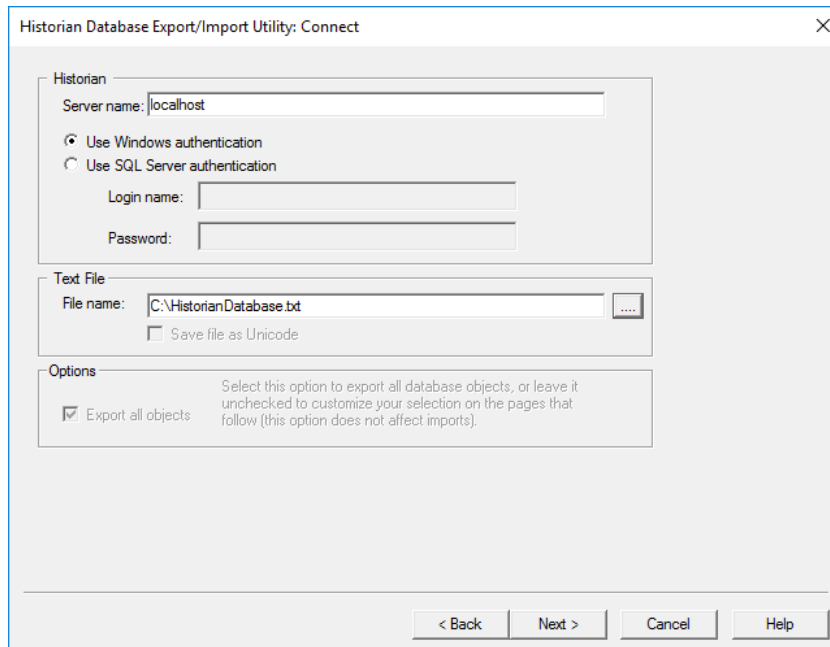 Historian Database Export/Import Utility: Connect
Historian
Server name: localhost
Use Windows authentication
Use SQL Server authentication
Login name:
Password:
Text File
File name: C:\HistorianDatabase.txt ....
Save file as Unicode
Options
Select this option to export all database objects, or leave it
Export all objects unchecked to customize your selection on the pages that
follow (this option does not affect imports).
< Back Next > Cancel Help